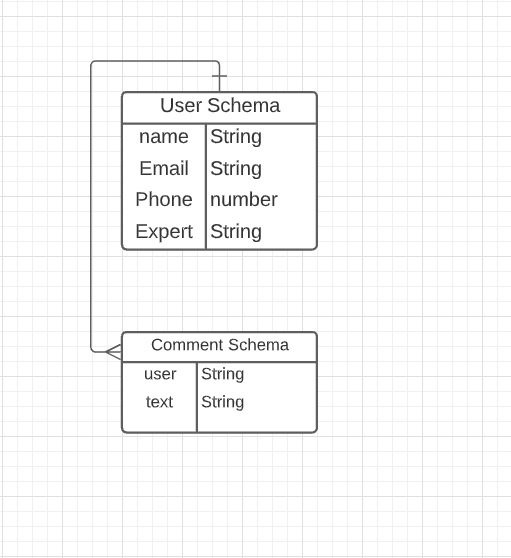 User Schema
name String
Email String
Phone number
Expert String
Comment Schema
user String
text String